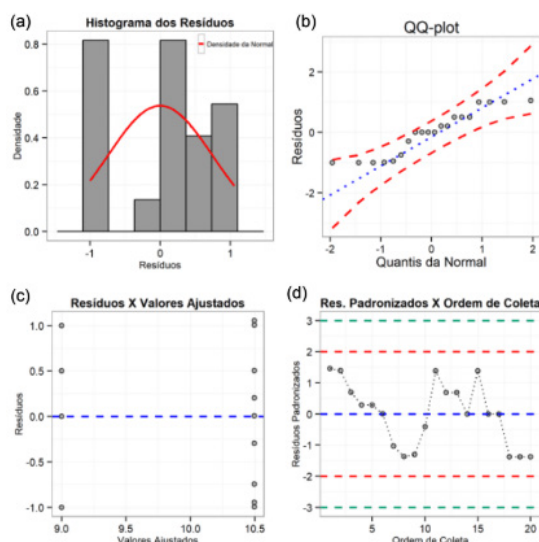 (a)
Histograma dos Resíduos
Densidade da Normal
0.8
0.6
0.4
0.2
0.0
Densidade
-1
0
1
Resíduos
(b)
QQ-plot
2
0
-2
Resíduos
-2
-1
0
1
2
Quantis da Normal
(c)
Resíduos X Valores Ajustados
1.0
0.5
0.0
-0.5
-1.0
Resíduos
9.0
9.5
10.0
10.5
Valores Ajustados
(d)
Res. Padronizados X Ordem de Coleta
3
2
1
0
-1
-2
-3
Resíduos Padronizados
5
10
15
20
Ordem de Coleta